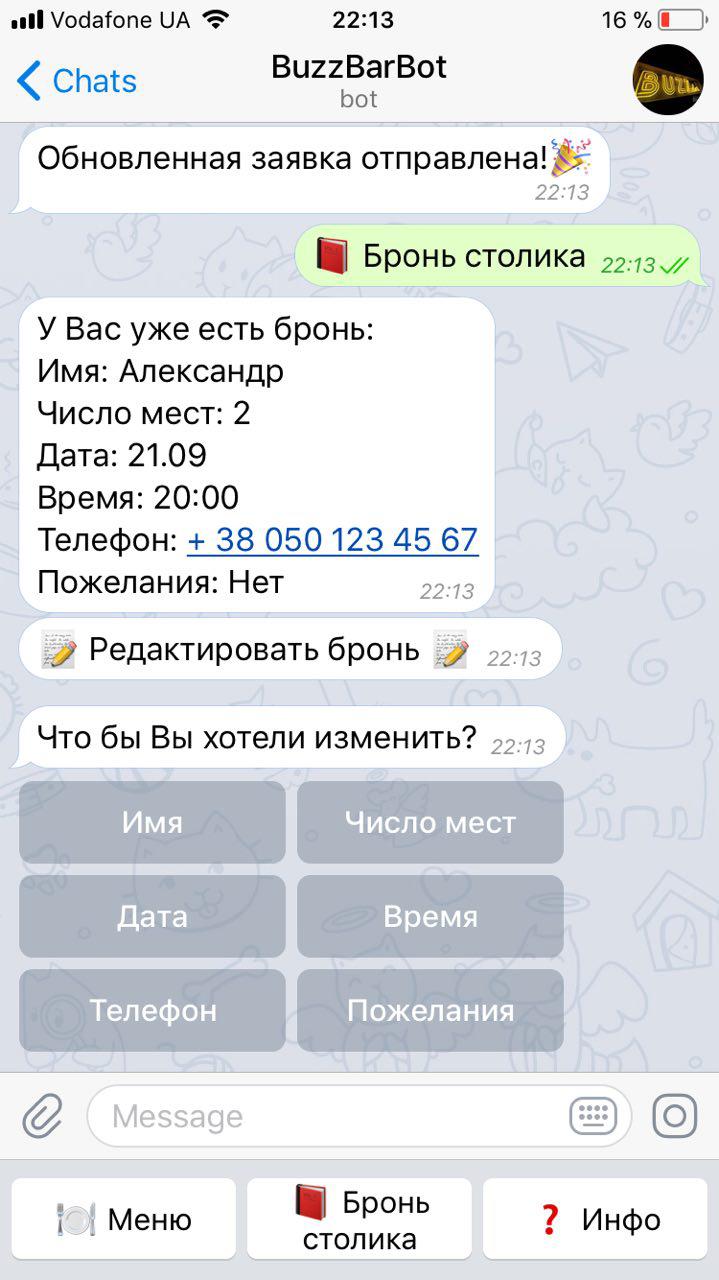 Vodafone UA 22:13 16 %
Chats BuzzBarBot
bot
BUZZ
Обновленная заявка отправлена!🎉
22:13
📕 Бронь столика 22:13
У Вас уже есть бронь:
Имя: Александр
Число мест: 2
Дата: 21.09
Время: 20:00
Телефон: + 38 050 123 45 67
Пожелания: Нет 22:13
📝 Редактировать бронь 📝 22:13
Что бы Вы хотели изменить? 22:13
Имя Число мест
Дата Время
Телефон Пожелания
Message
🍽 Меню 📕 Бронь столика ❓ Инфо